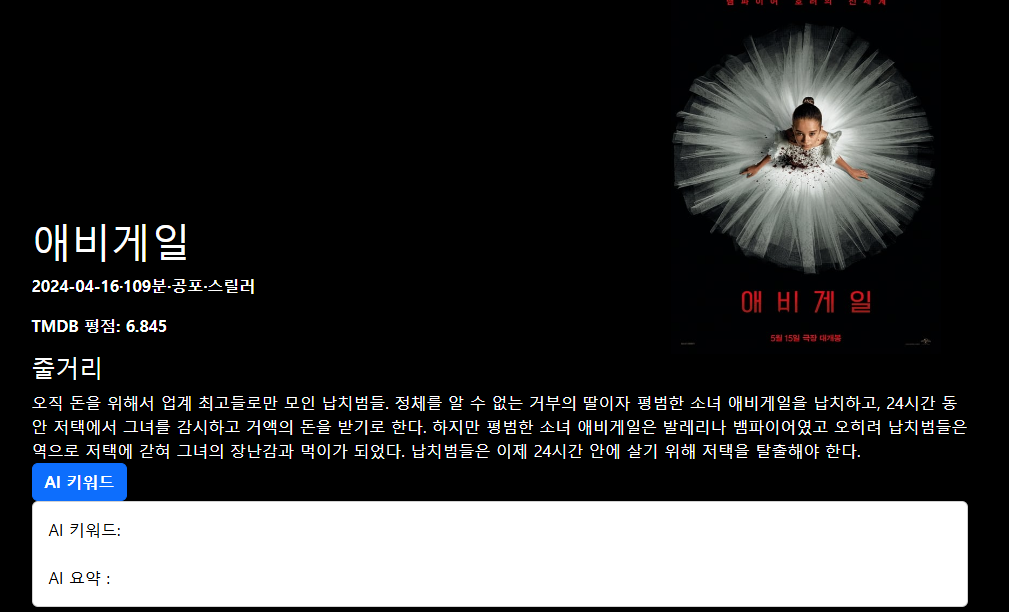 뱀파이어 호러의 신세계
애비게일
5월 15일 극장 대개봉
애비게일
2024-04-16·109분·공포·스릴러
TMDB 평점: 6.845
줄거리
오직 돈을 위해서 업계 최고들로만 모인 납치범들. 정체를 알 수 없는 거부의 딸이자 평범한 소녀 애비게일을 납치하고, 24시간 동
안 저택에서 그녀를 감시하고 거액의 돈을 받기로 한다. 하지만 평범한 소녀 애비게일은 발레리나 뱀파이어였고 오히려 납치범들은
역으로 저택에 갇혀 그녀의 장난감과 먹이가 되었다. 납치범들은 이제 24시간 안에 살기 위해 저택을 탈출해야 한다.
AI 키워드
AI 키워드:
AI 요약 :